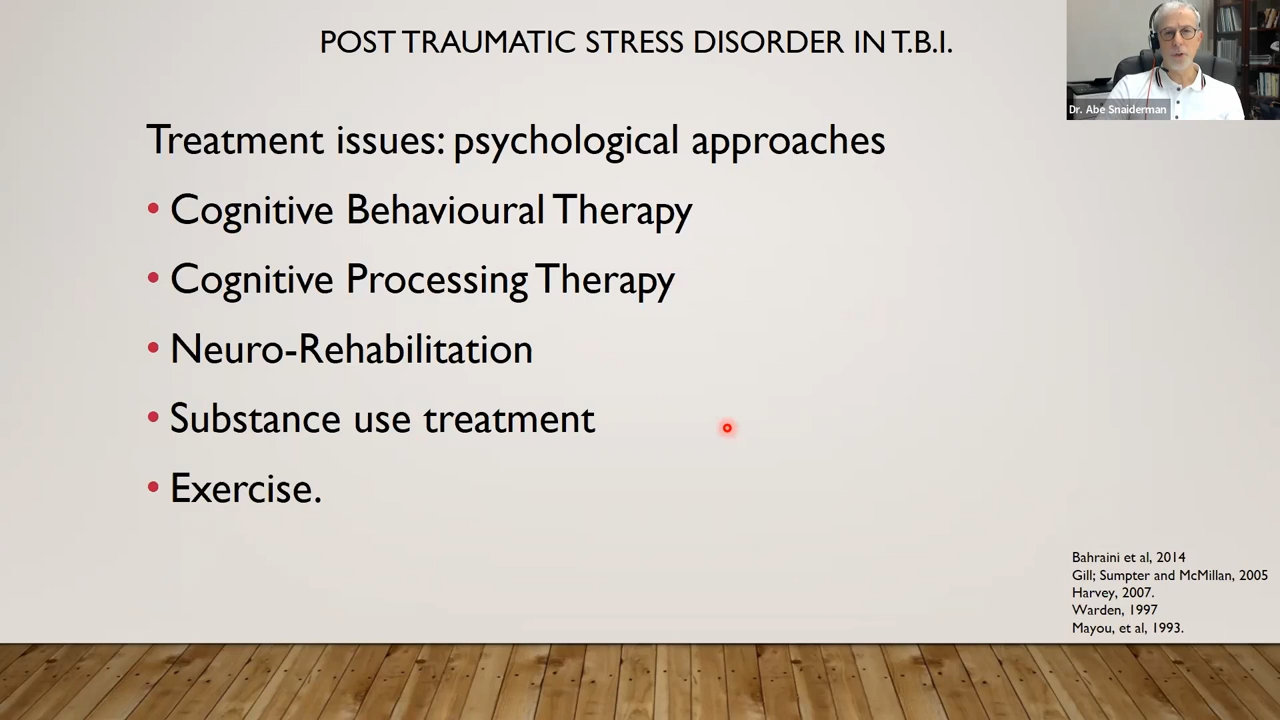 POST TRAUMATIC STRESS DISORDER IN T.B.I.
Dr. Abe Snaiderman
Treatment issues: psychological approaches
• Cognitive Behavioural Therapy
• Cognitive Processing Therapy
• Neuro-Rehabilitation
• Substance use treatment
• Exercise.
Bahraini et al, 2014
Gill; Sumpter and McMillan, 2005
Harvey, 2007.
Warden, 1997
Mayou, et al, 1993.